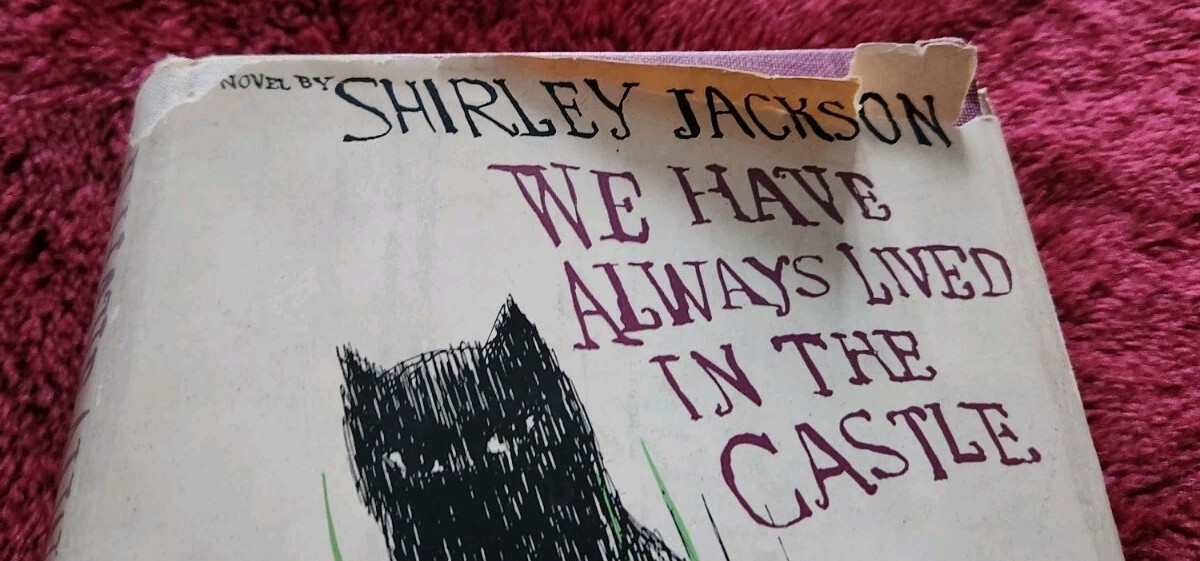 NOVEL BY SHIRLEY JACKSON
WE HAVE
ALWAYS LIVED
IN THE
CASTLE